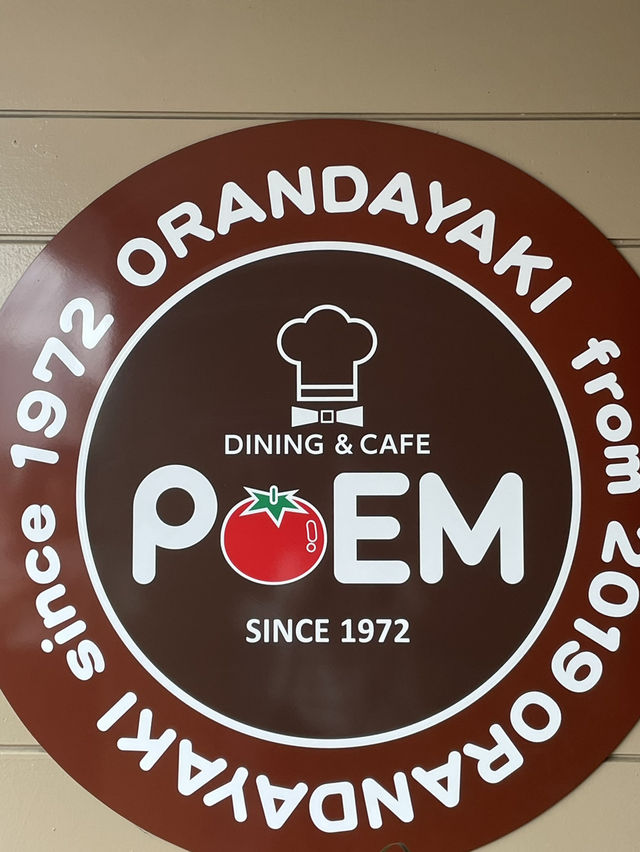 ORANDAYAKI from 2019
ORANDAYAKI since 1972
DINING & CAFE
POEM
SINCE 1972